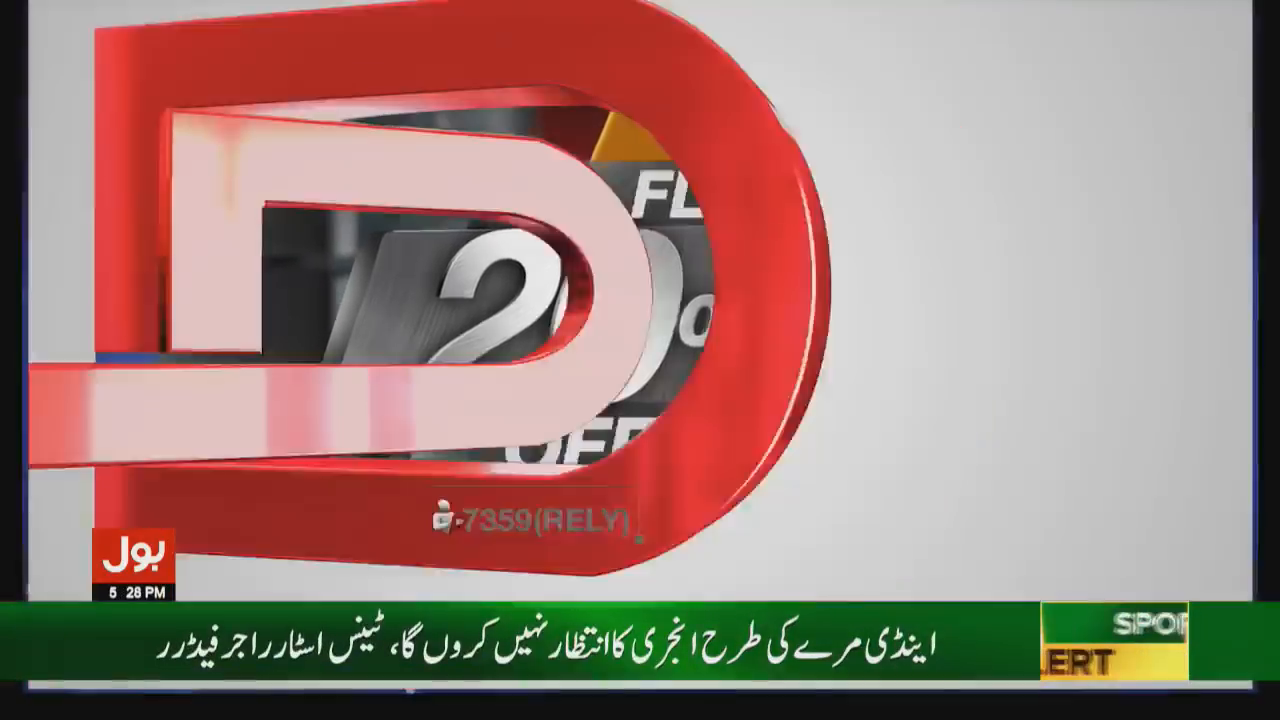 FL
20
OFF
7359(RELY)
بول
5 28 PM
اینڈی مرے کی طرح انجری کا انتظار نہیں کروں گا، ٹینس اسٹار راجر فیڈرر
SPOR
LERT